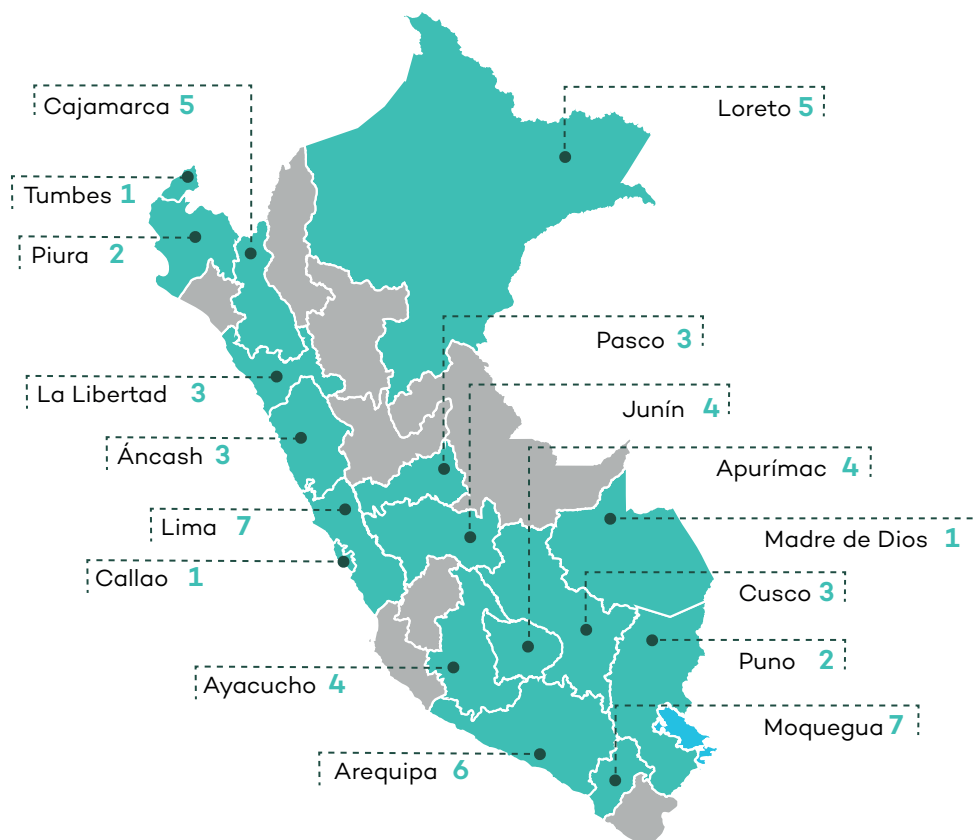 Cajamarca 5
Loreto 5
Tumbes 1
Piura 2
Pasco 3
La Libertad 3
Junín 4
Áncash 3
Apurímac 4
Lima 7
Madre de Dios 1
Callao 1
Cusco 3
Puno 2
Ayacucho 4
Moquegua 7
Arequipa 6